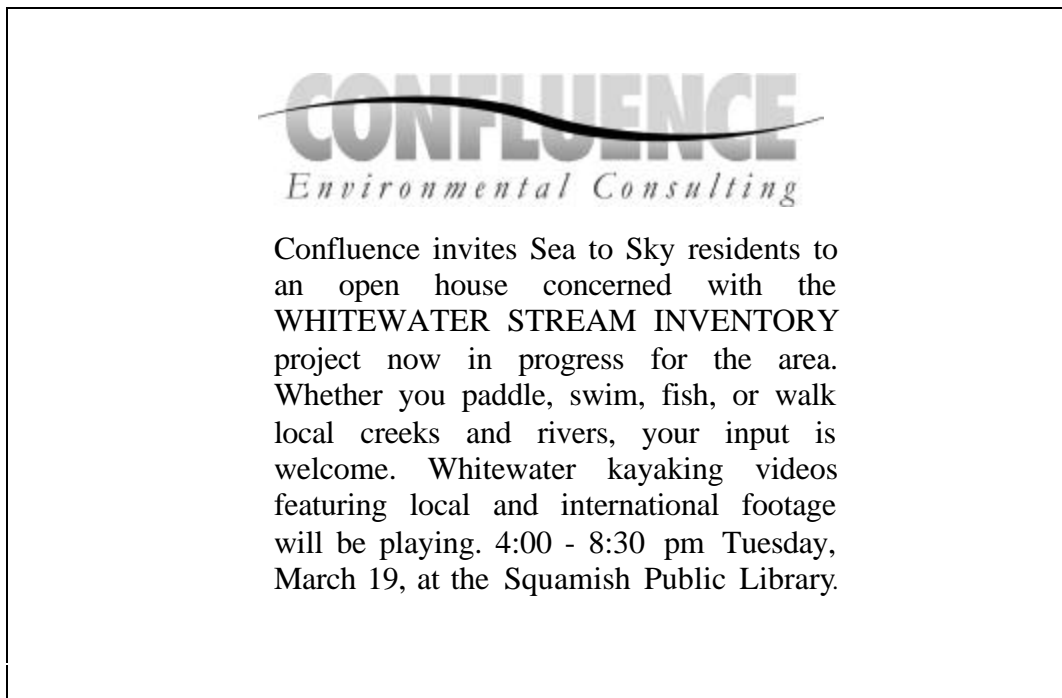 CONFLUENCE
Environmental Consulting
Confluence invites Sea to Sky residents to
an open house concerned with the
WHITEWATER STREAM INVENTORY
project now in progress for the area.
Whether you paddle, swim, fish, or walk
local creeks and rivers, your input is
welcome. Whitewater kayaking videos
featuring local and international footage
will be playing. 4:00 - 8:30 pm Tuesday,
March 19, at the Squamish Public Library.